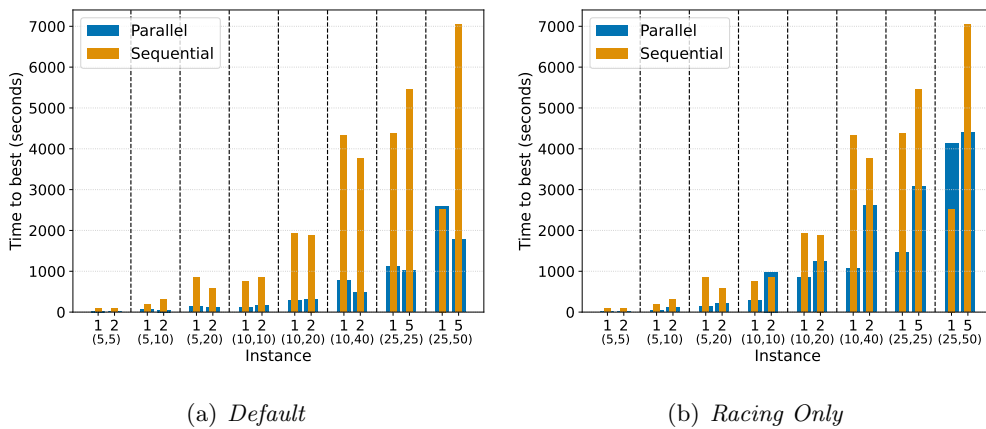 7000
6000
5000
4000
3000
2000
1000
0
Time to best (seconds)
Parallel
Sequential
1 2 1 2 1 2 1 2 1 2 1 2 1 5 1 5
(5,5) (5,10) (5,20) (10,10) (10,20) (10,40) (25,25) (25,50)
Instance
(a) Default
7000
6000
5000
4000
3000
2000
1000
0
Time to best (seconds)
Parallel
Sequential
1 2 1 2 1 2 1 2 1 2 1 2 1 5 1 5
(5,5) (5,10) (5,20) (10,10) (10,20) (10,40) (25,25) (25,50)
Instance
(b) Racing Only